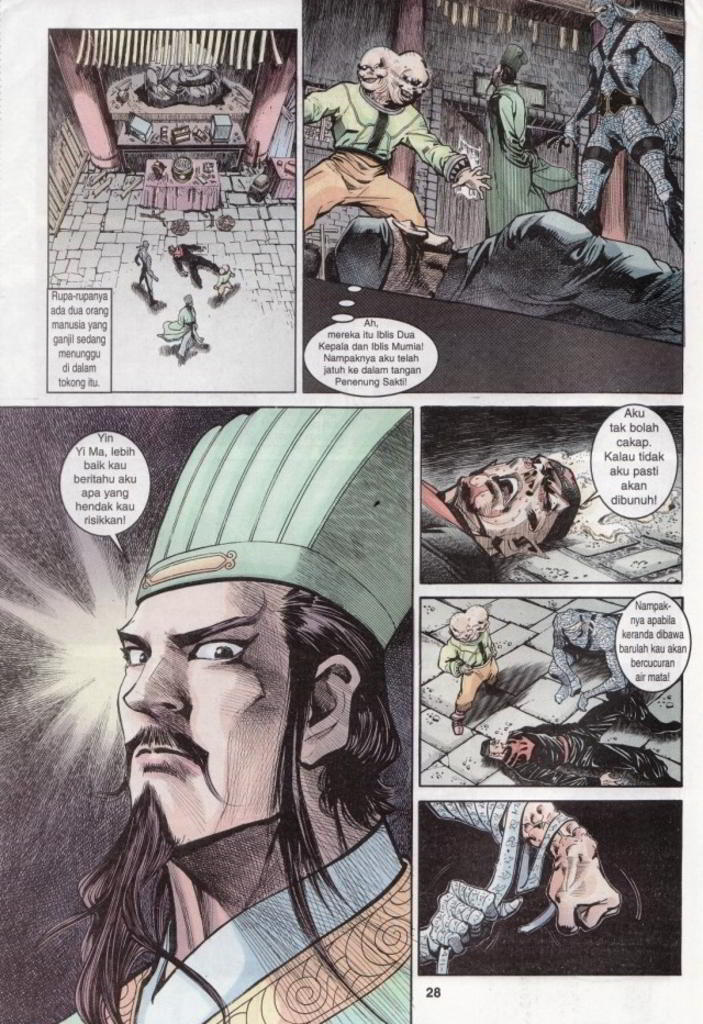 Rupa-rupanya
ada dua orang
manusia yang
ganjil sedang
menunggu
di dalam
tokong itu.
Ah,
mereka itu Iblis Dua
Kepala dan Iblis Mumia!
Nampaknya aku telah
jatuh ke dalam tangan
Penenung Sakti!
Yin
Yi Ma, lebih
baik kau
beritahu aku
apa yang
hendak kau
risikkan!
Aku
tak bolah
cakap.
Kalau tidak
aku pasti
akan
dibunuh!
Nampak-
nya apabila
keranda dibawa
barulah kau akan
bercucuran
air mata!
28